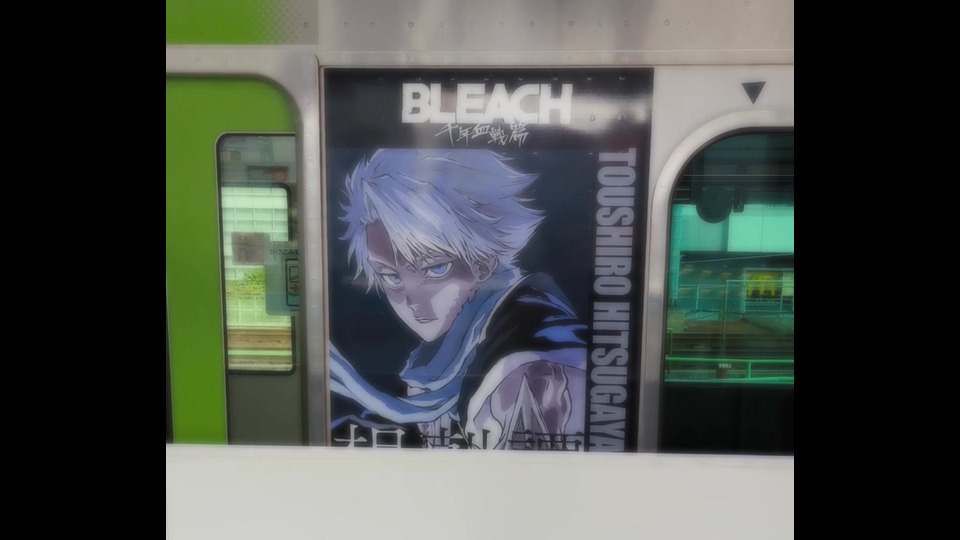 BLEACH
千年血戦篇
TOUSHIRO HITSUGAYA